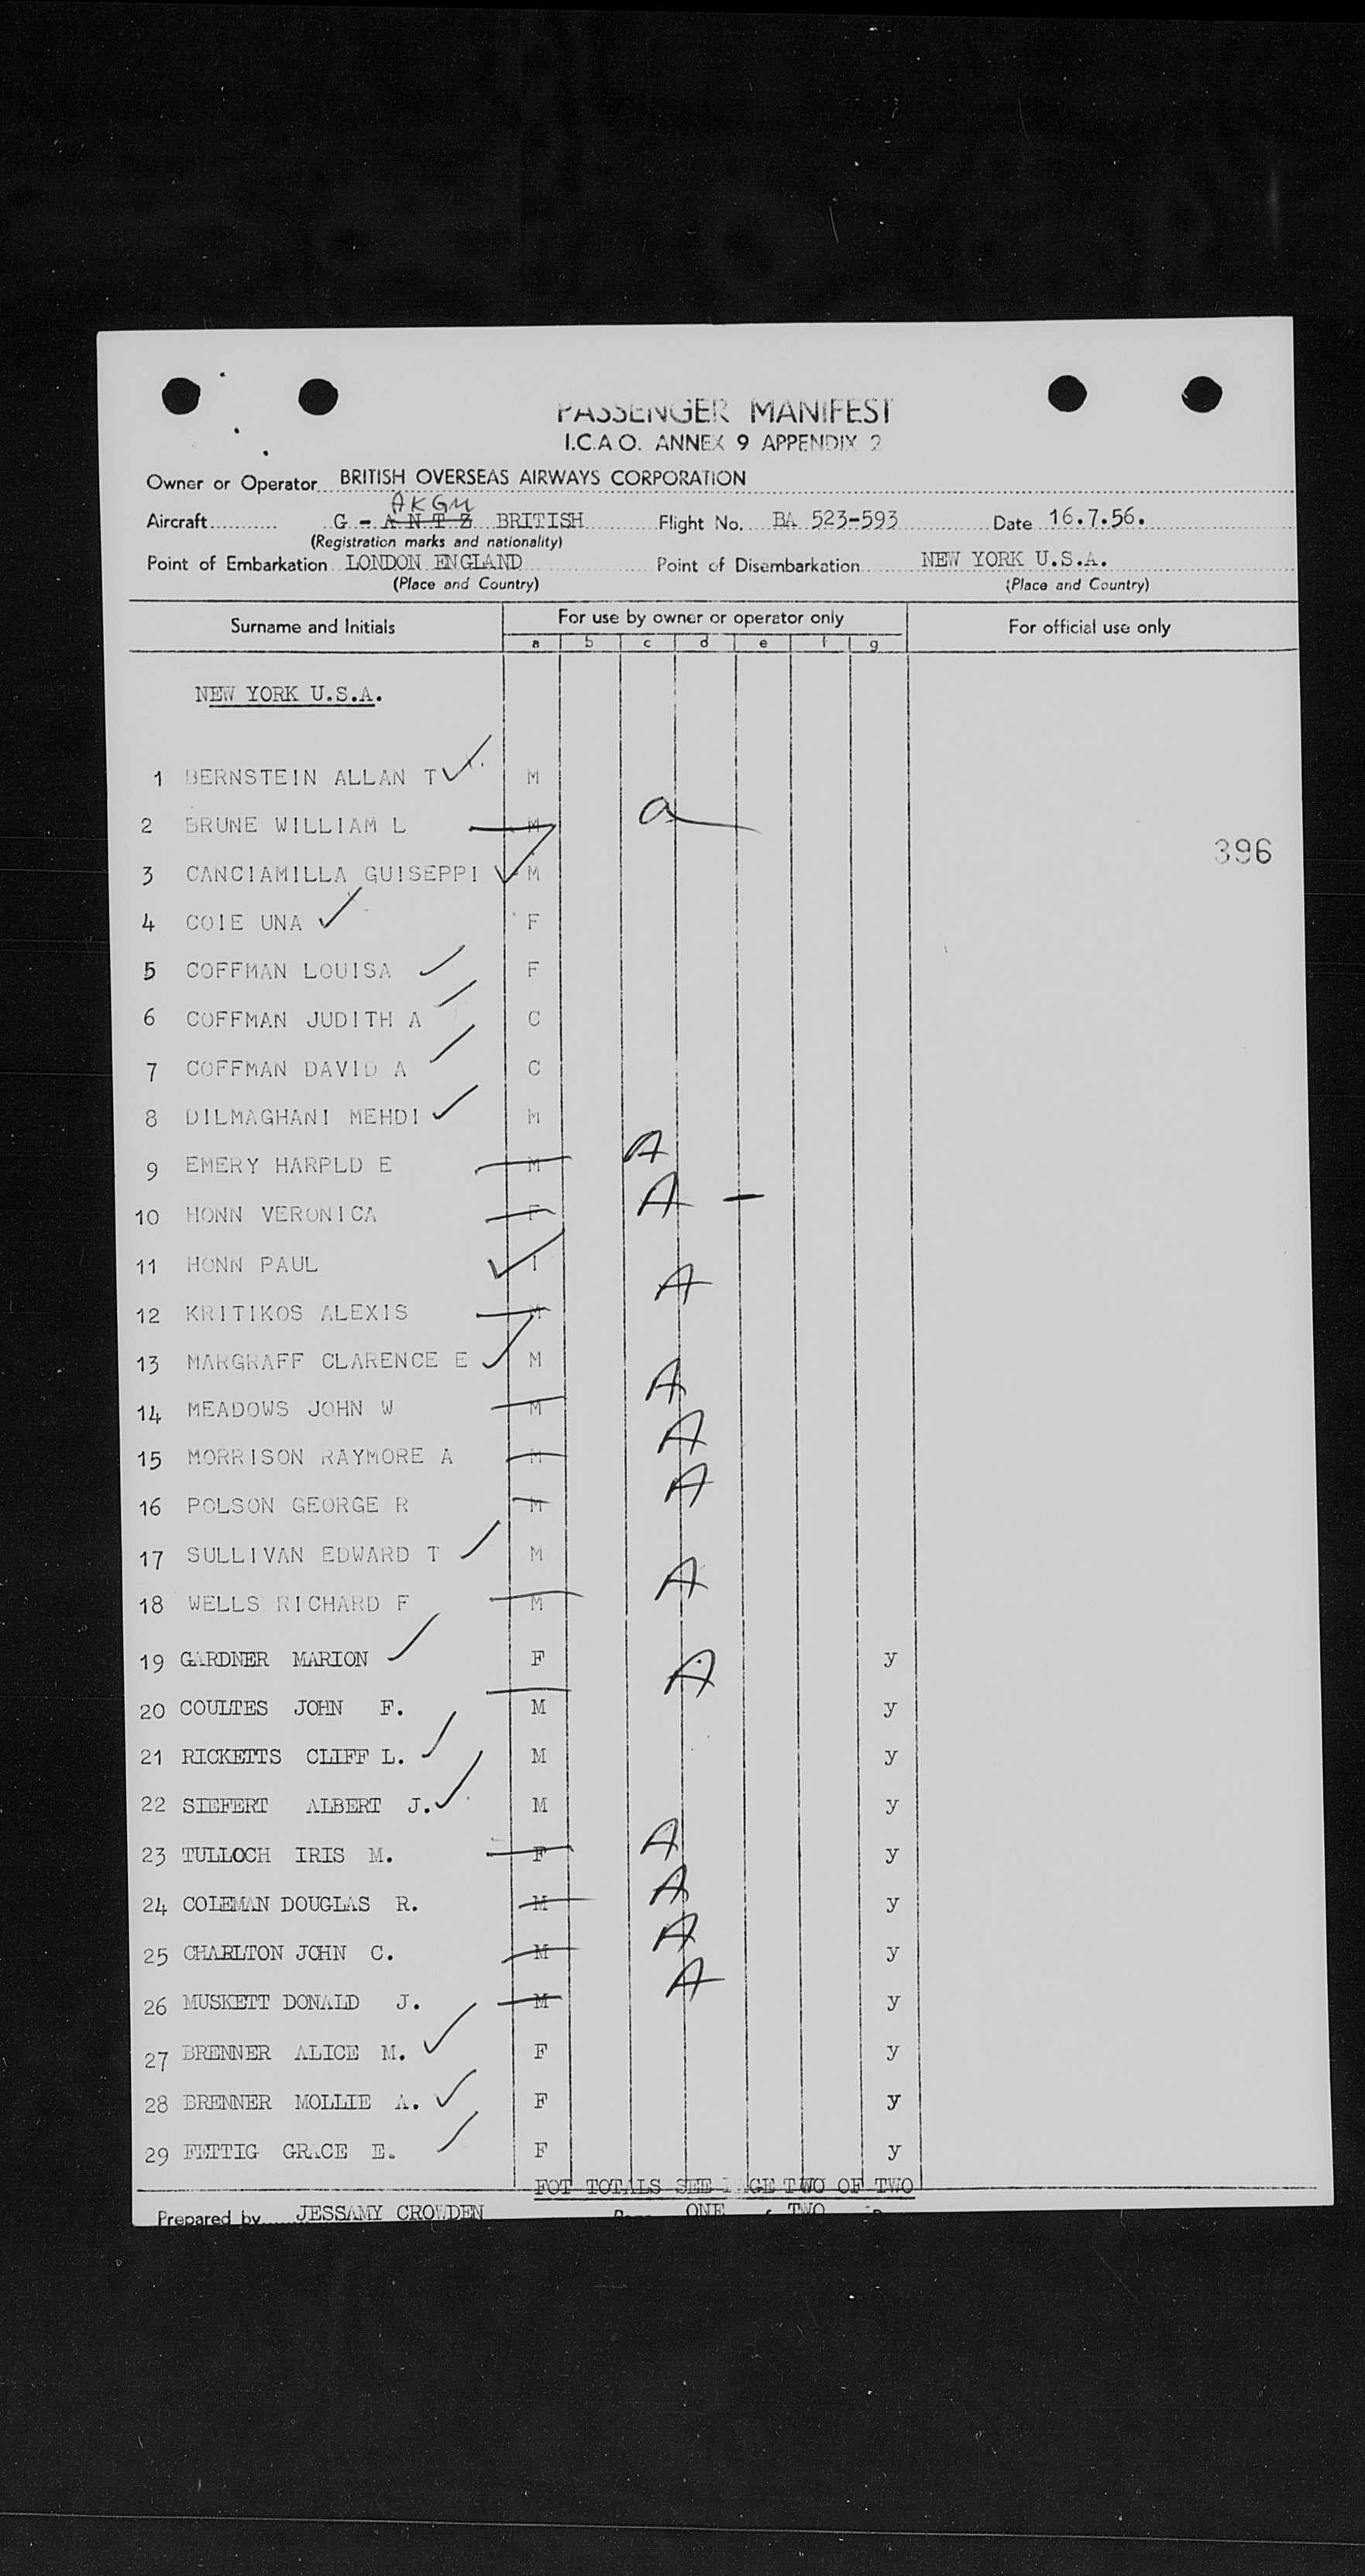 PASSENGER MANIFEST
I.C.A.O. ANNEX 9 APPENDIX 2
Owner or Operator BRITISH OVERSEAS AIRWAYS CORPORATION
AKGM
Aircraft G - A N T Z BRITISH Flight No. BA 523-593 Date 16.7.56.
(Registration marks and nationality)
Point of Embarkation LONDON ENGLAND Point of Disembarkation NEW YORK U.S.A.
(Place and Country) (Place and Country)
Surname and Initials For use by owner or operator only For official use only
a b c d e f g
NEW YORK U.S.A.
1 BERNSTEIN ALLAN T M
2 BRUNE WILLIAM L M a
396
3 CANCIAMILLA GUISEPPI M
4 COIE UNA F
5 COFFMAN LOUISA F
6 COFFMAN JUDITH A C
7 COFFMAN DAVID A C
8 DILMAGHANI MEHDI M
9 EMERY HARPLD E M A
10 HONN VERONICA F A –
11 HONN PAUL I
12 KRITIKOS ALEXIS M A
13 MARGRAFF CLARENCE E M
14 MEADOWS JOHN W M A
15 MORRISON RAYMORE A M A
16 POLSON GEORGE R M A
17 SULLIVAN EDWARD T M
18 WELLS RICHARD F M A
19 GARDNER MARION F y
20 COULTES JOHN F. M A y
21 RICKETTS CLIFF L. M y
22 SIEFERT ALBERT J. M y
23 TULLOCH IRIS M. F A y
24 COLEMAN DOUGLAS R. M A y
25 CHARLTON JOHN C. M A y
26 MUSKETT DONALD J. M A y
27 BRENNER ALICE M. F y
28 BRENNER MOLLIE A. F y
29 FETTIG GRACE E. F y
FOT TOTALS SEE PAGE TWO OF TWO
Prepared by JESSAMY CROWDEN ONE TWO